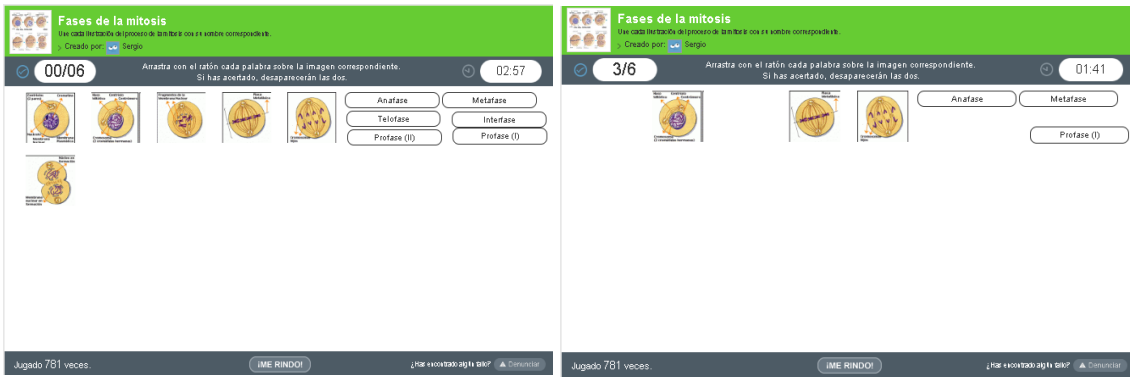 Fases de la mitosis
Une cada ilustración del proceso de la mitosis con su nombre correspondiente.
Creado por: Sergio
00/06
Arrastra con el ratón cada palabra sobre la imagen correspondiente.
Si has acertado, desaparecerán las dos.
02:57
Anafase
Metafase
Telofase
Interfase
Profase (II)
Profase (I)
Jugado 781 veces.
¡ME RINDO!
¿Has encontrado algún fallo?
Denunciar
Fases de la mitosis
Une cada ilustración del proceso de la mitosis con su nombre correspondiente.
Creado por: Sergio
3/6
Arrastra con el ratón cada palabra sobre la imagen correspondiente.
Si has acertado, desaparecerán las dos.
01:41
Anafase
Metafase
Profase (I)
Jugado 781 veces.
¡ME RINDO!
¿Has encontrado algún fallo?
Denunciar